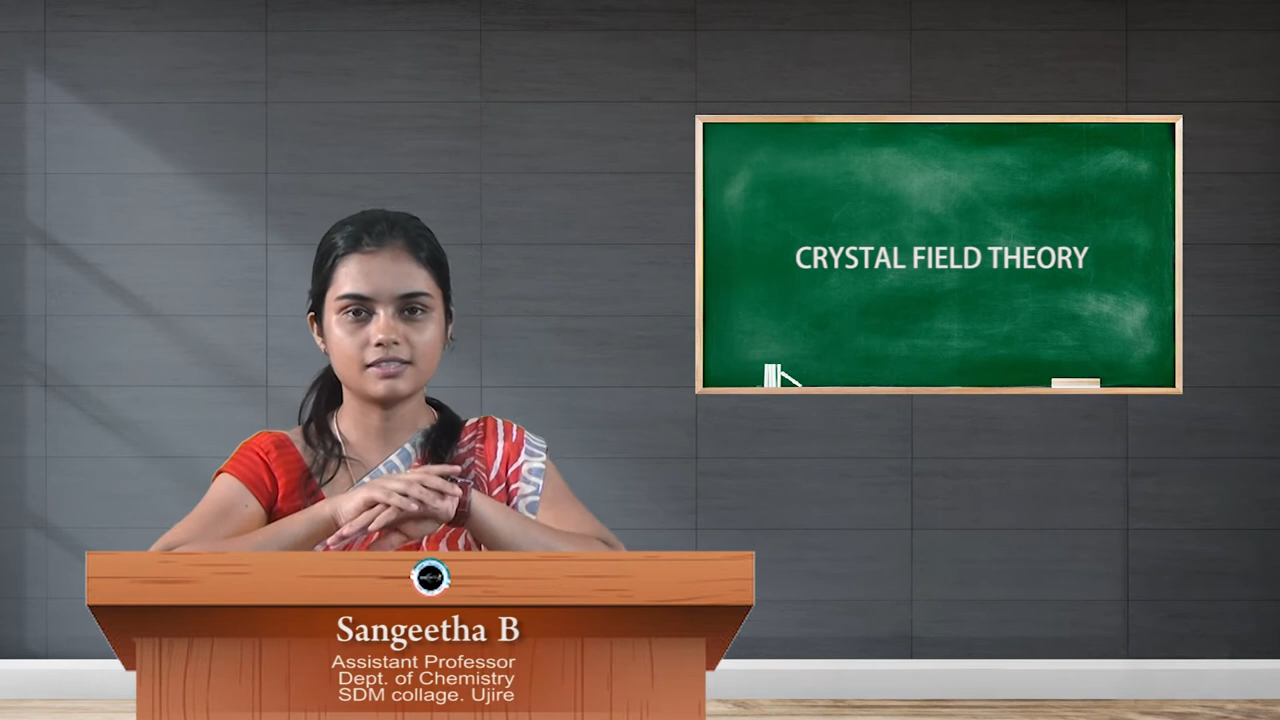 CRYSTAL FIELD THEORY
Sangeetha B
Assistant Professor
Dept. of Chemistry
SDM collage. Ujire